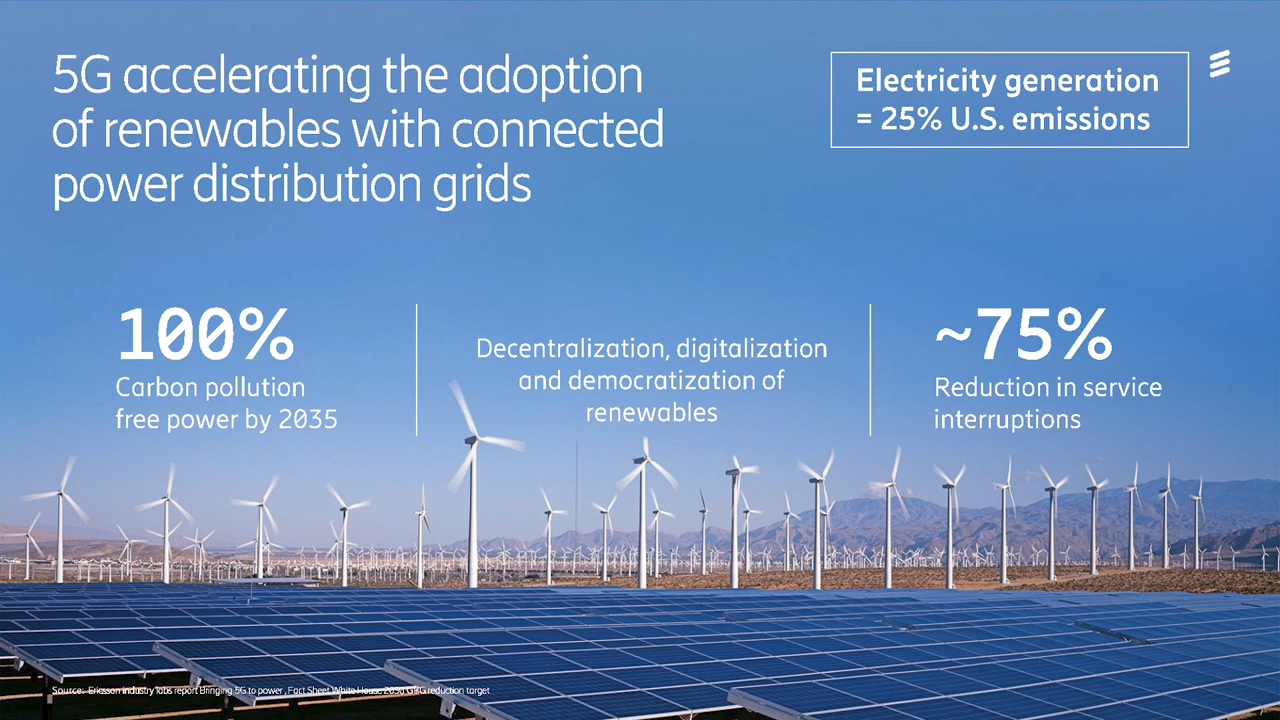 5G accelerating the adoption
of renewables with connected
power distribution grids
Electricity generation
= 25% U.S. emissions
100%
Carbon pollution
free power by 2035
Decentralization, digitalization
and democratization of
renewables
~75%
Reduction in service
interruptions
Source: Ericsson Industry labs report Bringing 5G to power, Fact Sheet White House 2030 GHG reduction target